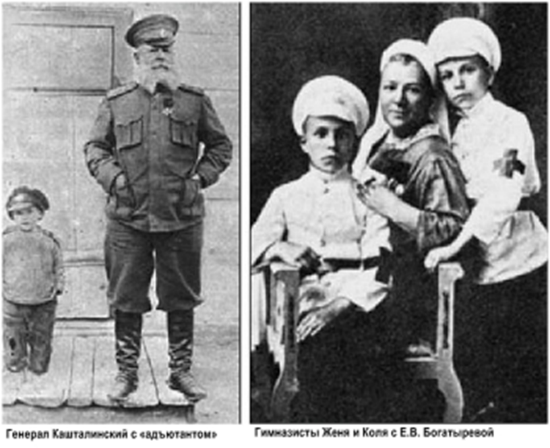 Генерал Кашталинский с «адъютантом»
Гимназисты Женя и Коля с Е.В. Богатыревой